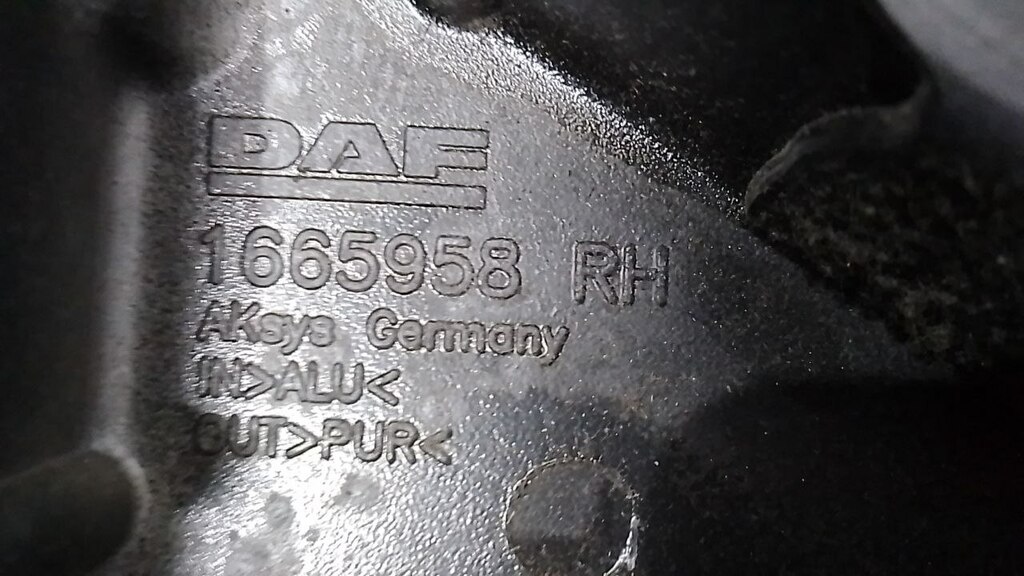 DAF
1665958 RH
AKsys Germany
IN>ALU<
OUT>PUR<